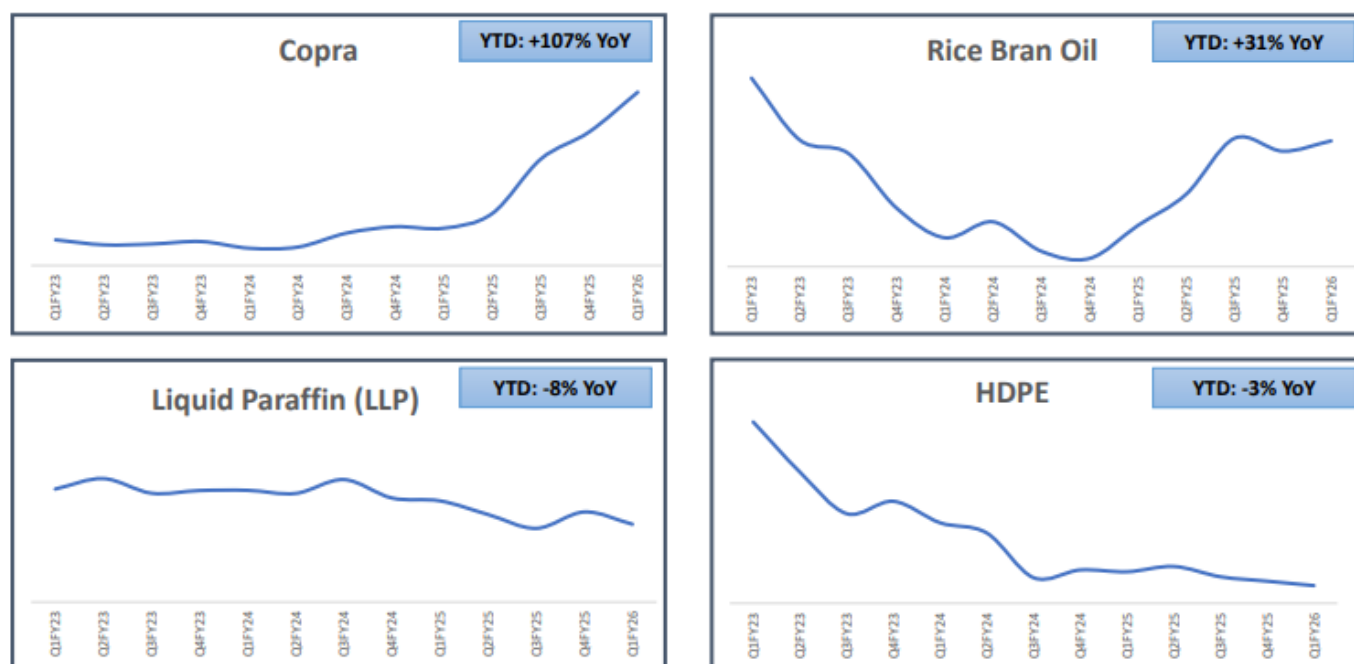 Copra
YTD: +107% YoY
Q1FY23
Q2FY23
Q3FY23
Q4FY23
Q1FY24
Q2FY24
Q3FY24
Q4FY24
Q1FY25
Q2FY25
Q3FY25
Q4FY25
Q1FY26
Rice Bran Oil
YTD: +31% YoY
Q1FY23
Q2FY23
Q3FY23
Q4FY23
Q1FY24
Q2FY24
Q3FY24
Q4FY24
Q1FY25
Q2FY25
Q3FY25
Q4FY25
Q1FY26
Liquid Paraffin (LLP)
YTD: -8% YoY
Q1FY23
Q2FY23
Q3FY23
Q4FY23
Q1FY24
Q2FY24
Q3FY24
Q4FY24
Q1FY25
Q2FY25
Q3FY25
Q4FY25
Q1FY26
HDPE
YTD: -3% YoY
Q1FY23
Q2FY23
Q3FY23
Q4FY23
Q1FY24
Q2FY24
Q3FY24
Q4FY24
Q1FY25
Q2FY25
Q3FY25
Q4FY25
Q1FY26